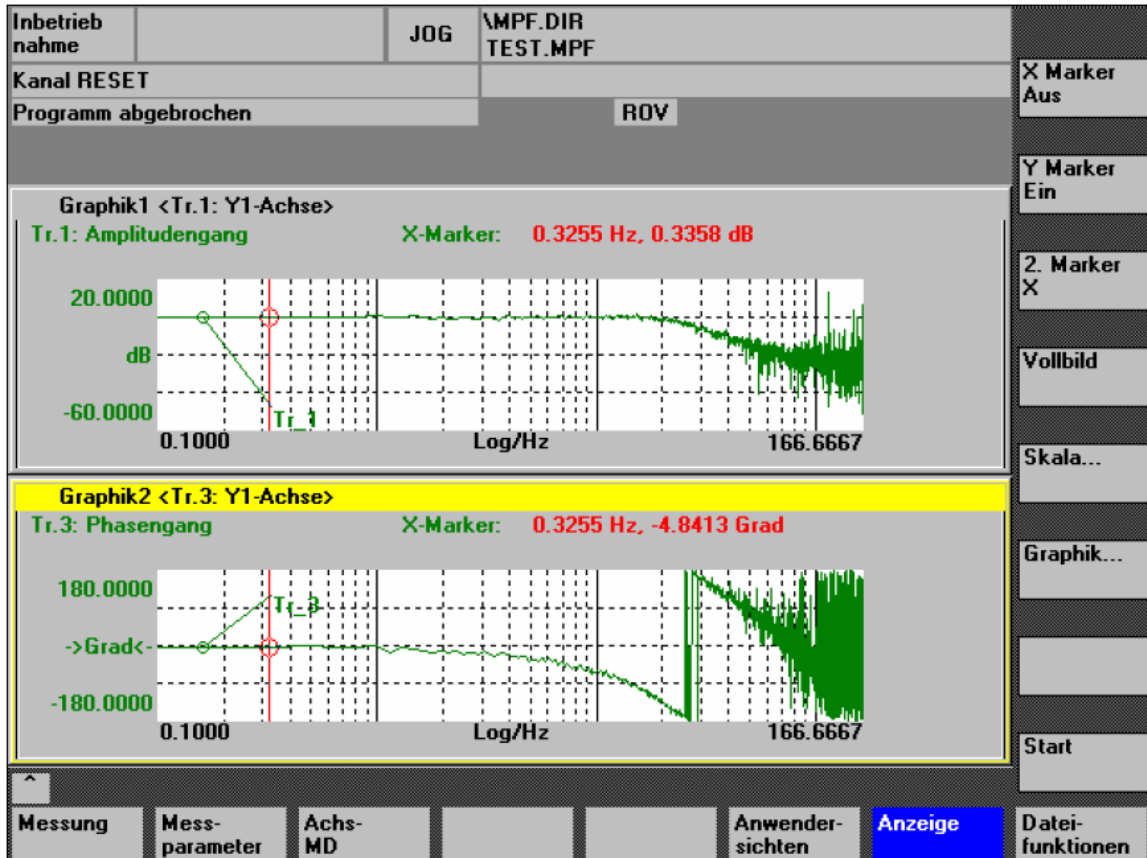 Inbetrieb
nahme
JOG
\MPF.DIR
TEST.MPF
Kanal RESET
Programm abgebrochen
ROV
Graphik1 <Tr.1: Y1-Achse>
Tr.1: Amplitudengang
X-Marker: 0.3255 Hz, 0.3358 dB
20.0000
dB
-60.0000
Tr_1
0.1000
Log/Hz
166.6667
Graphik2 <Tr.3: Y1-Achse>
Tr.3: Phasengang
X-Marker: 0.3255 Hz, -4.8413 Grad
180.0000
Tr_3
->Grad<-
-180.0000
0.1000
Log/Hz
166.6667
X Marker
Aus
Y Marker
Ein
2. Marker
X
Vollbild
Skala...
Graphik...
Start
^
Messung
Mess-
parameter
Achs-
MD
Anwender-
sichten
Anzeige
Datei-
funktionen